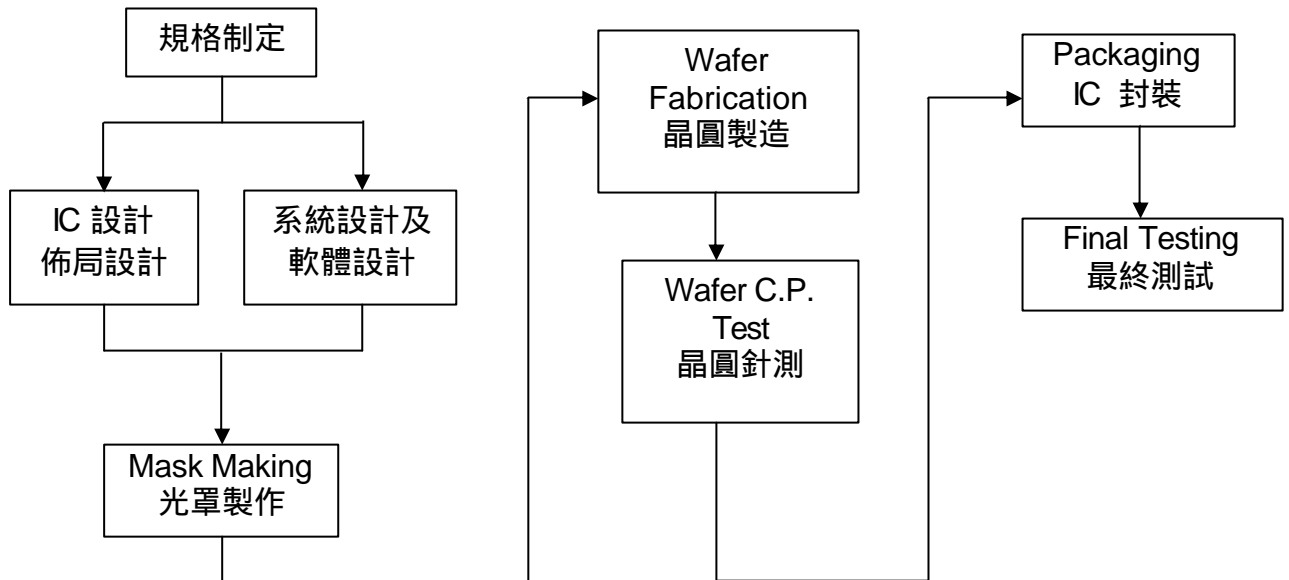 規格制定
IC 設計
佈局設計
系統設計及
軟體設計
Mask Making
光罩製作
Wafer
Fabrication
晶圓製造
Wafer C.P.
Test
晶圓針測
Packaging
IC 封裝
Final Testing
最終測試